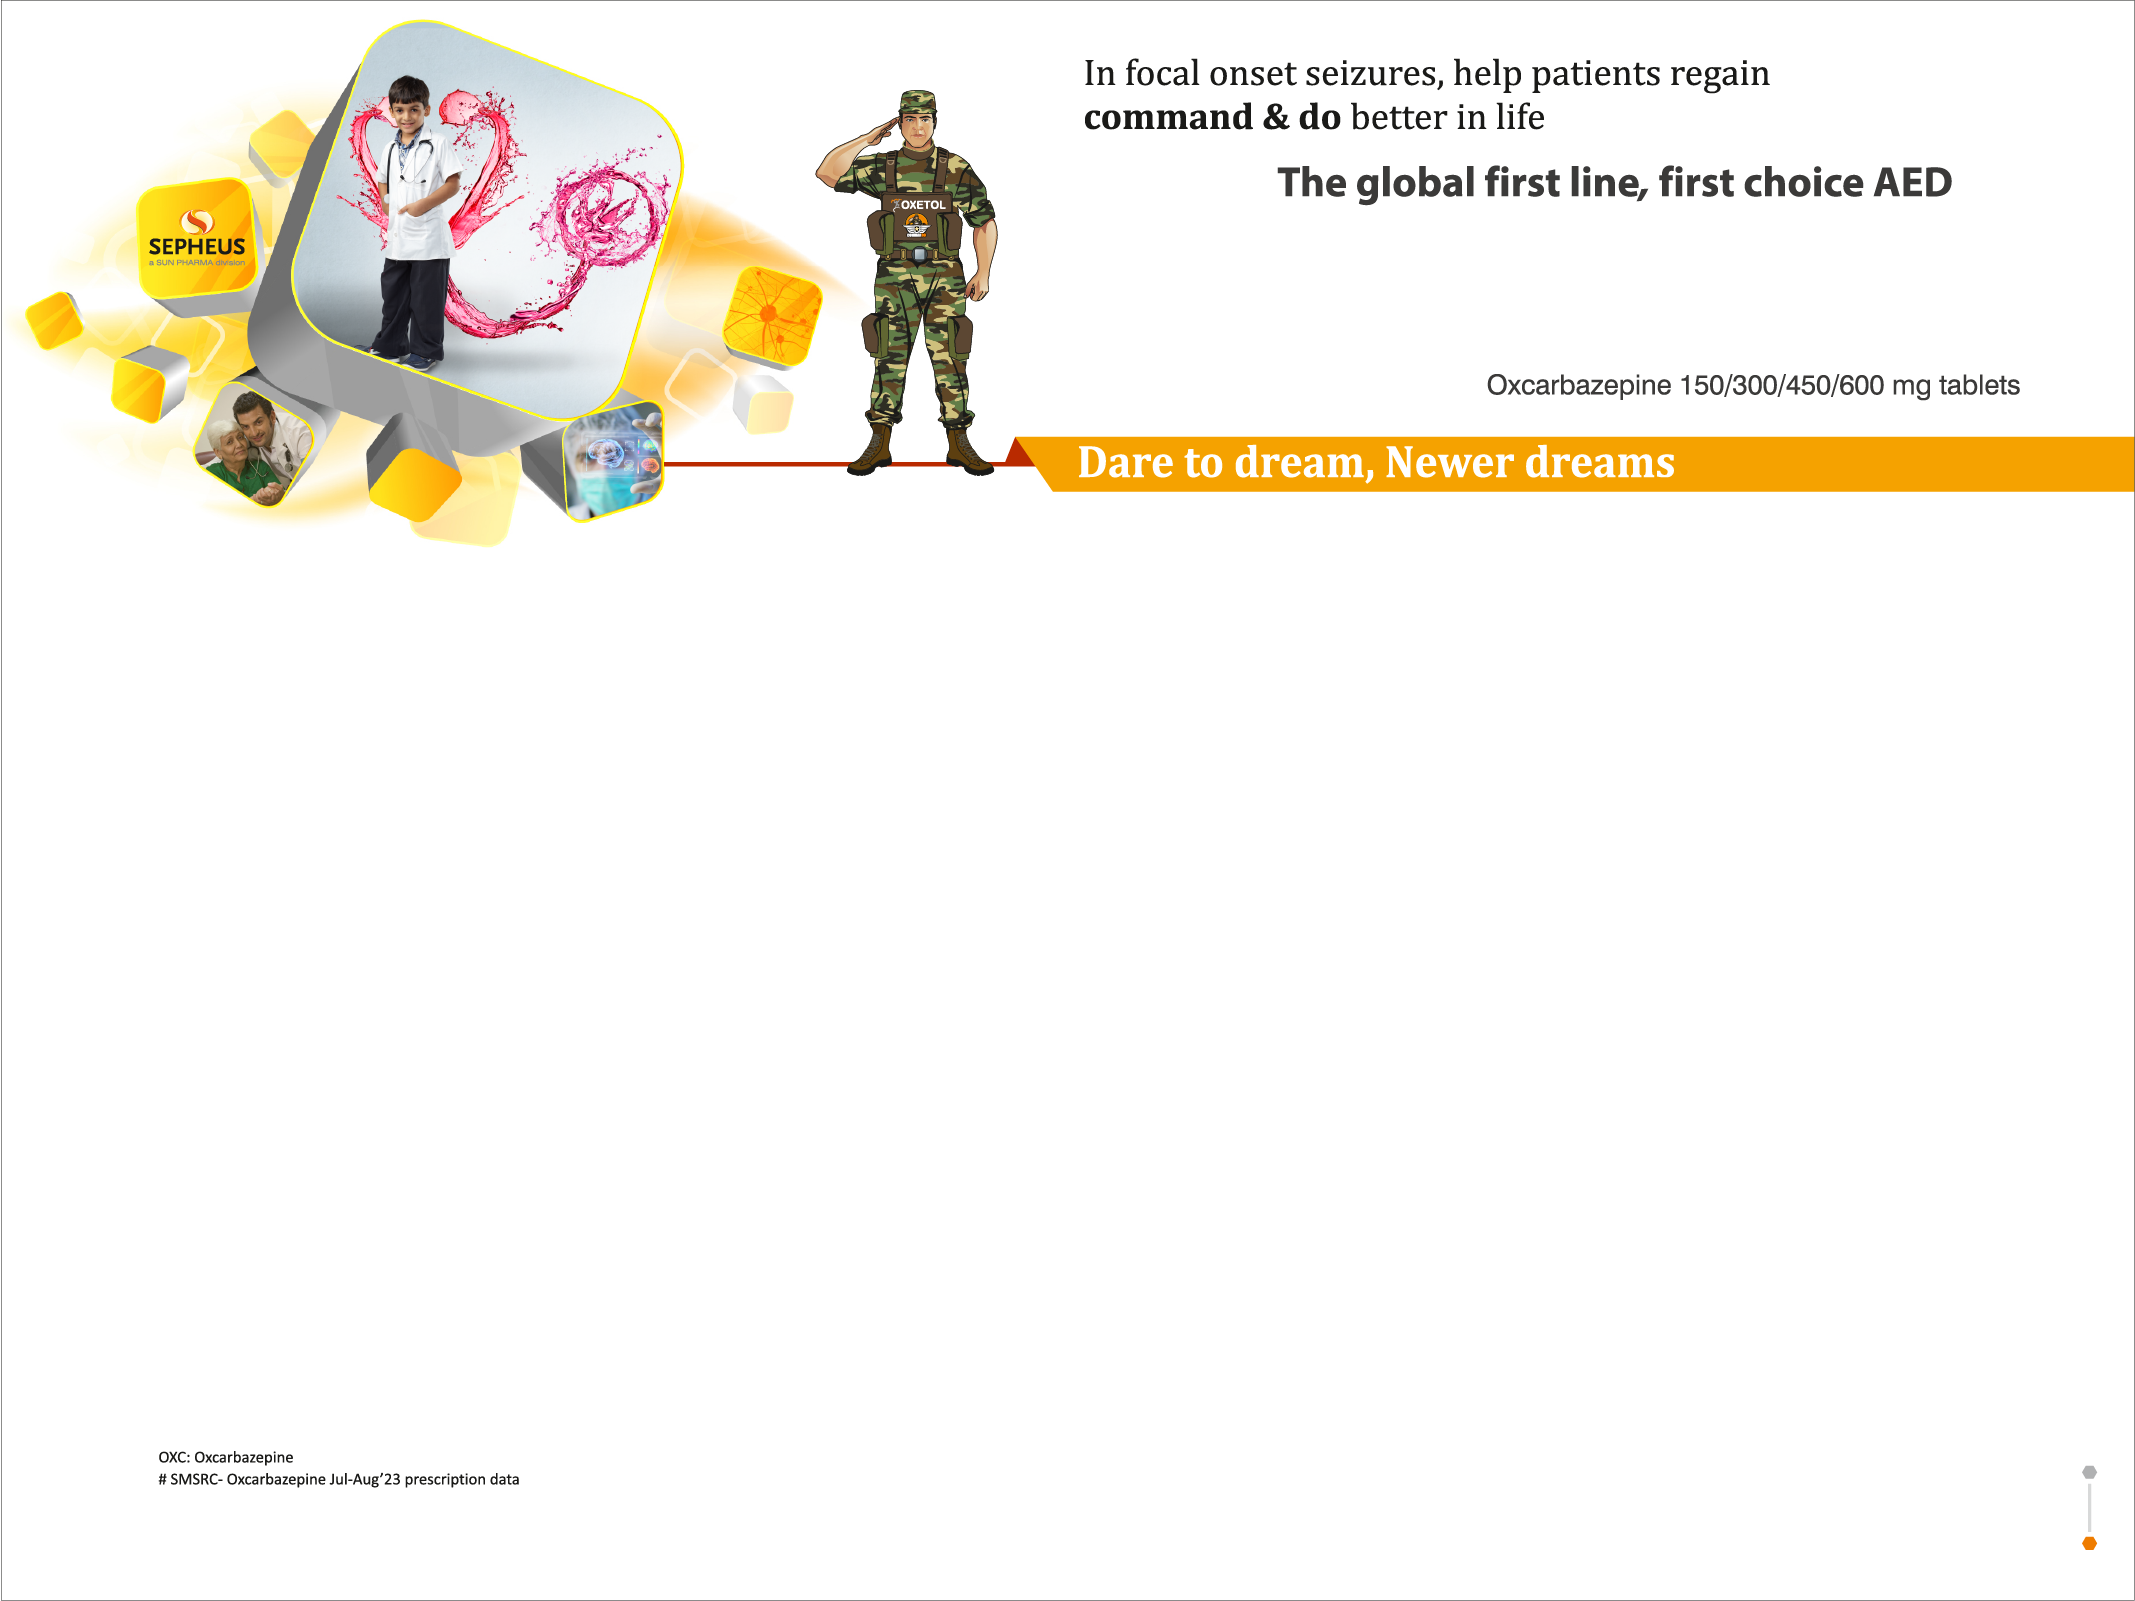 In focal onset seizures, help patients regain
command & do better in life
The global first line, first choice AED
OXETOL
SEPHEUS
a SUN PHARMA division
Oxcarbazepine 150/300/450/600 mg tablets
Dare to dream, Newer dreams
OXC: Oxcarbazepine
# SMSRC- Oxcarbazepine Jul-Aug’23 prescription data